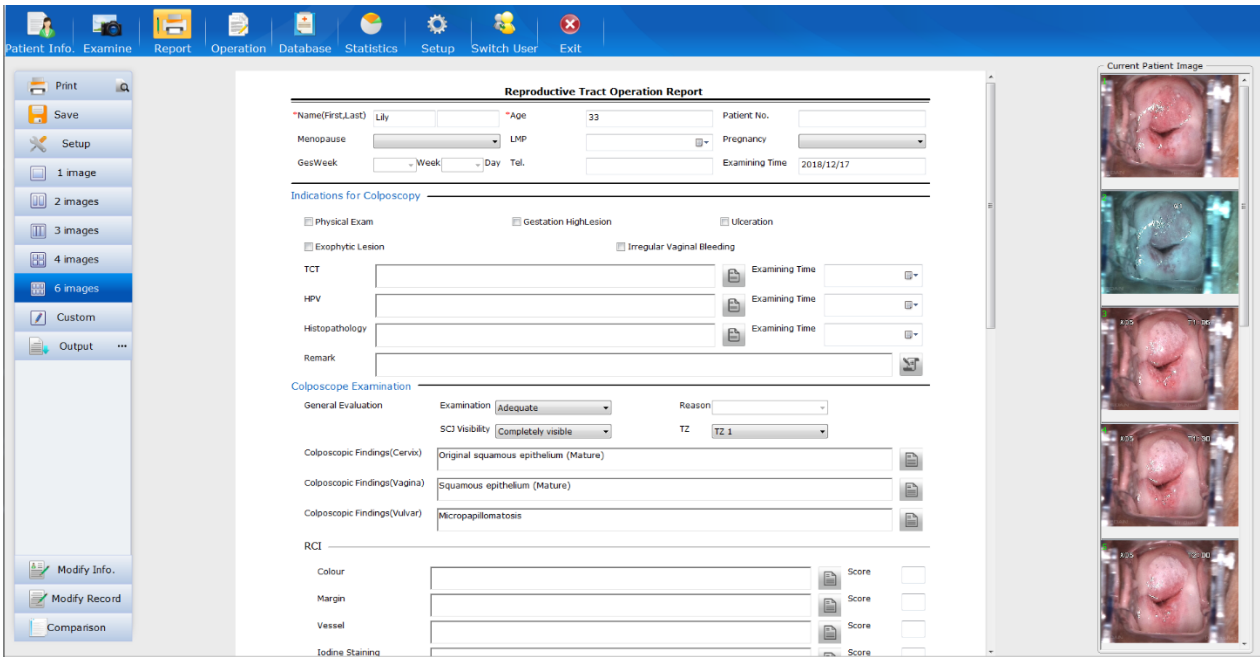 Patient Info. Examine Report Operation Database Statistics Setup Switch User Exit
Print
Save
Setup
1 image
2 images
3 images
4 images
6 images
Custom
Output ...
Modify Info.
Modify Record
Comparison
Reproductive Tract Operation Report
*Name(First,Last) Lily *Age 33 Patient No.
Menopause LMP Pregnancy
GesWeek Week Day Tel. Examining Time 2018/12/17
Indications for Colposcopy
Physical Exam Gestation HighLesion Ulceration
Exophytic Lesion Irregular Vaginal Bleeding
TCT Examining Time
HPV Examining Time
Histopathology Examining Time
Remark
Colposcope Examination
General Evaluation Examination Adequate Reason
SCJ Visibility Completely visible TZ TZ 1
Colposcopic Findings(Cervix) Original squamous epithelium (Mature)
Colposcopic Findings(Vagina) Squamous epithelium (Mature)
Colposcopic Findings(Vulvar) Micropapillomatosis
RCI
Colour Score
Margin Score
Vessel Score
Iodine Staining Score
Current Patient Image